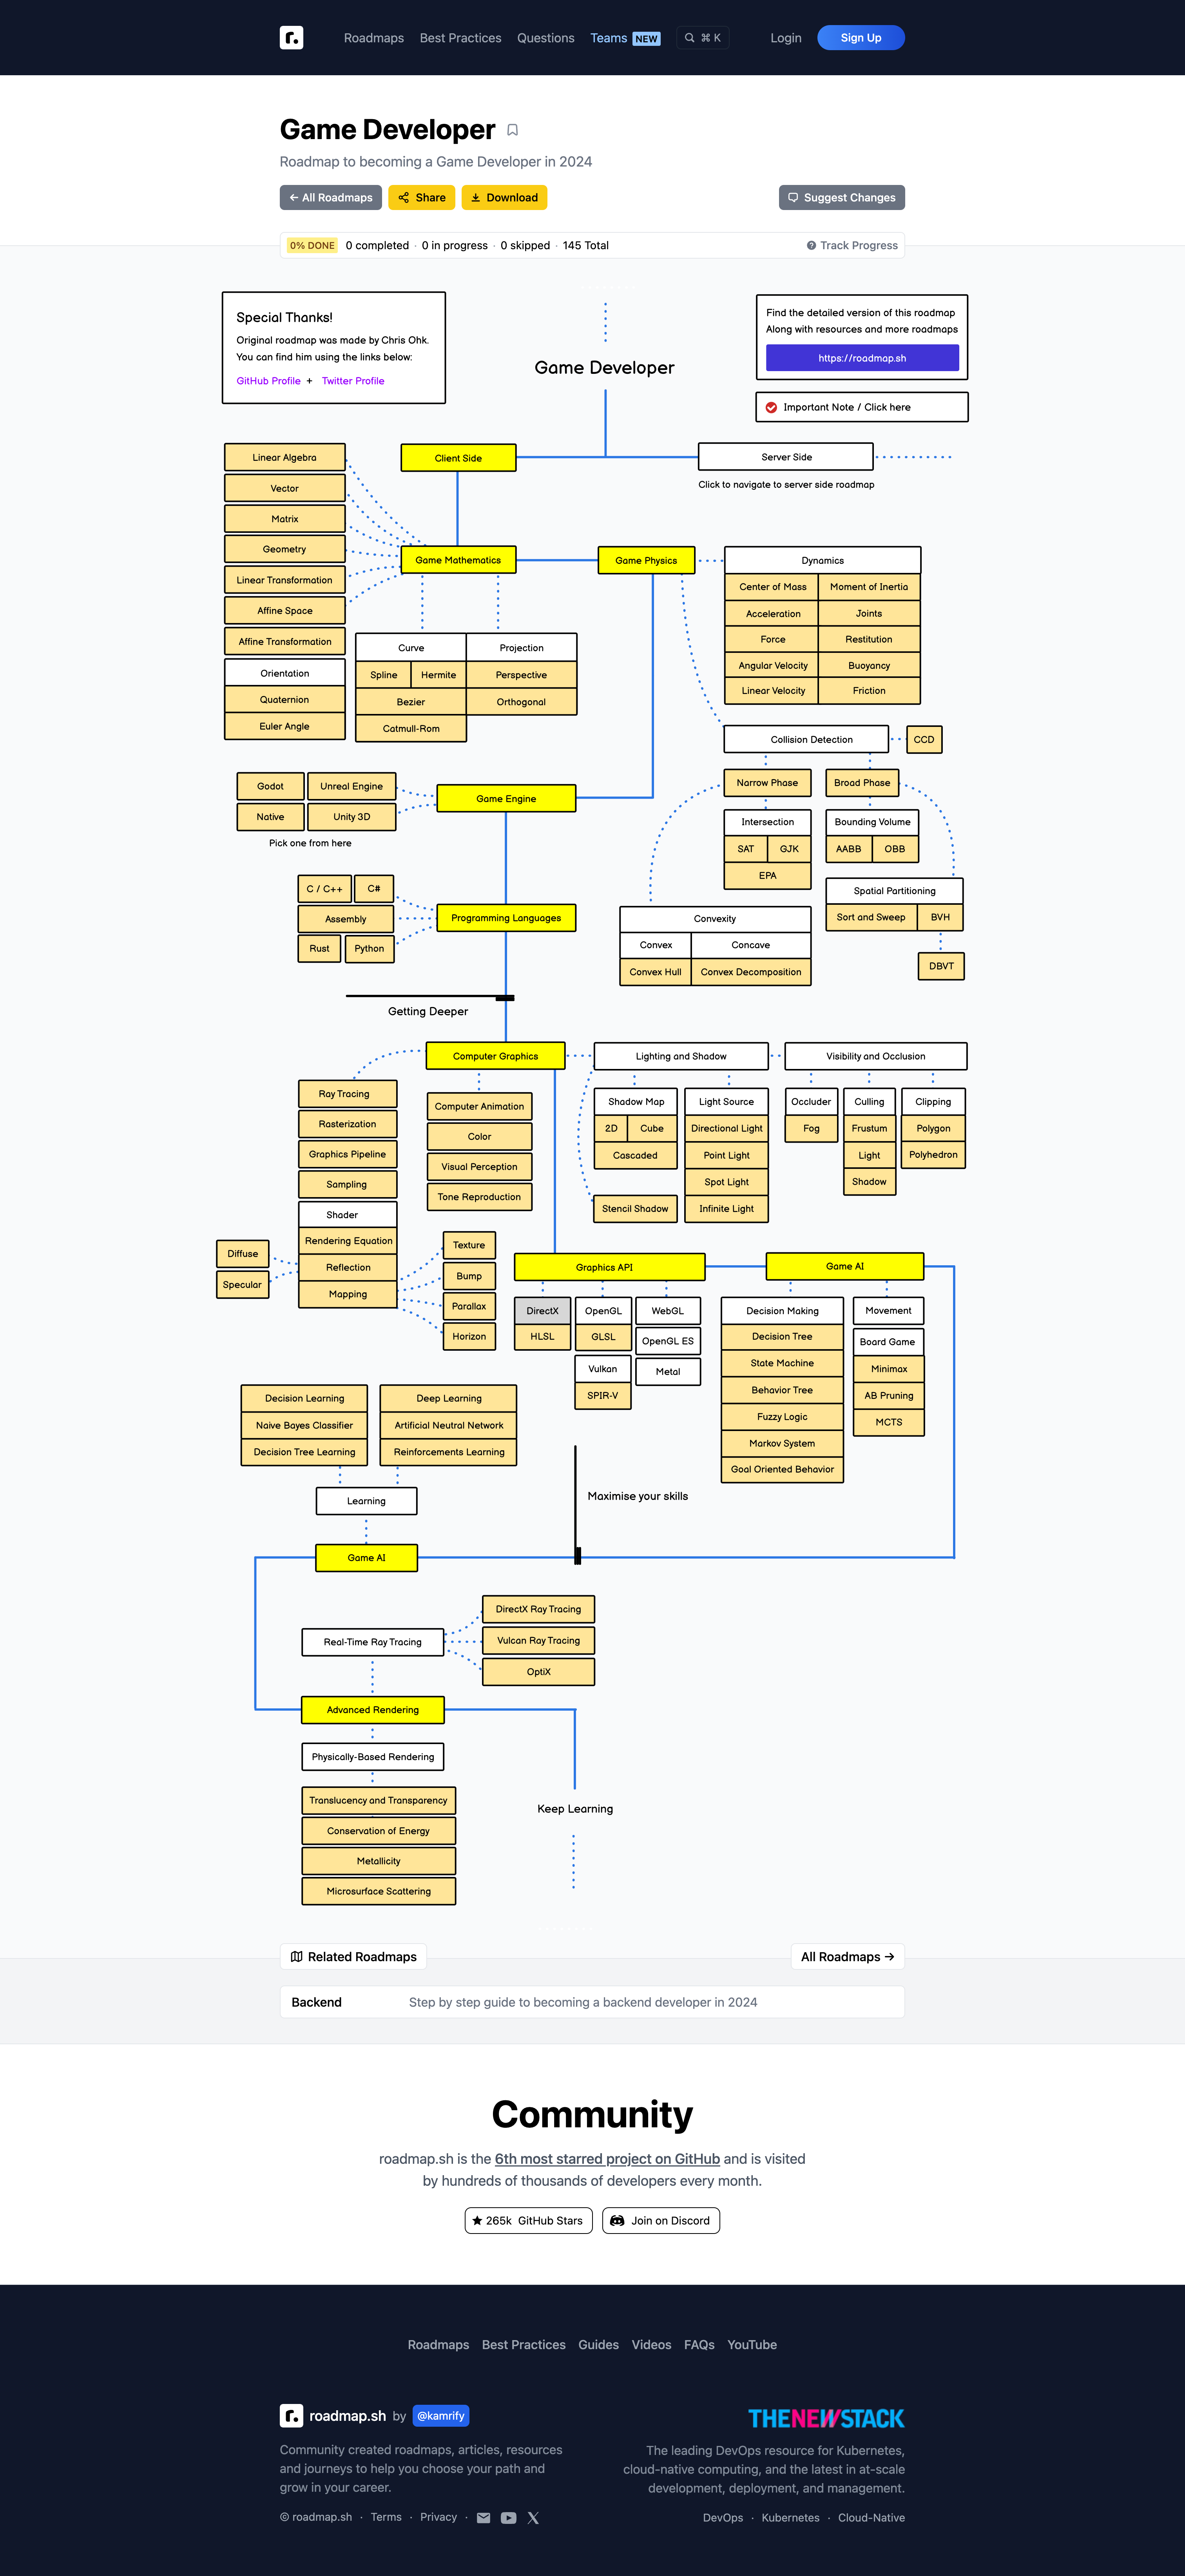 Roadmaps Best Practices Questions Teams NEW ⌘ K Login Sign Up
Game Developer
Roadmap to becoming a Game Developer in 2024
← All Roadmaps Share Download Suggest Changes
0% DONE 0 completed · 0 in progress · 0 skipped · 145 Total Track Progress
Special Thanks!
Original roadmap was made by Chris Ohk.
You can find him using the links below:
GitHub Profile + Twitter Profile
Game Developer
Find the detailed version of this roadmap
Along with resources and more roadmaps
https://roadmap.sh
Important Note / Click here
Client Side
Server Side
Click to navigate to server side roadmap
Linear Algebra
Vector
Matrix
Geometry
Linear Transformation
Affine Space
Affine Transformation
Orientation
Quaternion
Euler Angle
Game Mathematics
Game Physics
Curve
Spline Hermite
Bezier
Catmull-Rom
Projection
Perspective
Orthogonal
Dynamics
Center of Mass Moment of Inertia
Acceleration Joints
Force Restitution
Angular Velocity Buoyancy
Linear Velocity Friction
Collision Detection CCD
Narrow Phase Broad Phase
Intersection
SAT GJK
EPA
Bounding Volume
AABB OBB
Spatial Partitioning
Sort and Sweep BVH
DBVT
Convexity
Convex Concave
Convex Hull Convex Decomposition
Godot Unreal Engine
Native Unity 3D
Pick one from here
Game Engine
C / C++ C#
Assembly
Rust Python
Programming Languages
Getting Deeper
Computer Graphics
Lighting and Shadow
Visibility and Occlusion
Ray Tracing
Rasterization
Graphics Pipeline
Sampling
Shader
Rendering Equation
Reflection
Mapping
Diffuse
Specular
Computer Animation
Color
Visual Perception
Tone Reproduction
Texture
Bump
Parallax
Horizon
Shadow Map
2D Cube
Cascaded
Stencil Shadow
Light Source
Directional Light
Point Light
Spot Light
Infinite Light
Occluder
Fog
Culling
Frustum
Light
Shadow
Clipping
Polygon
Polyhedron
Graphics API
Game AI
DirectX
HLSL
OpenGL
GLSL
Vulkan
SPIR-V
WebGL
OpenGL ES
Metal
Decision Making
Decision Tree
State Machine
Behavior Tree
Fuzzy Logic
Markov System
Goal Oriented Behavior
Movement
Board Game
Minimax
AB Pruning
MCTS
Decision Learning
Naive Bayes Classifier
Decision Tree Learning
Deep Learning
Artificial Neutral Network
Reinforcements Learning
Learning
Maximise your skills
Game AI
Real-Time Ray Tracing
DirectX Ray Tracing
Vulcan Ray Tracing
OptiX
Advanced Rendering
Physically-Based Rendering
Translucency and Transparency
Conservation of Energy
Metallicity
Microsurface Scattering
Keep Learning
Related Roadmaps All Roadmaps →
Backend Step by step guide to becoming a backend developer in 2024
Community
roadmap.sh is the 6th most starred project on GitHub and is visited
by hundreds of thousands of developers every month.
265k GitHub Stars Join on Discord
Roadmaps Best Practices Guides Videos FAQs YouTube
roadmap.sh by @kamrify
Community created roadmaps, articles, resources
and journeys to help you choose your path and
grow in your career.
© roadmap.sh · Terms · Privacy ·
THENEWSTACK
The leading DevOps resource for Kubernetes,
cloud-native computing, and the latest in at-scale
development, deployment, and management.
DevOps · Kubernetes · Cloud-Native